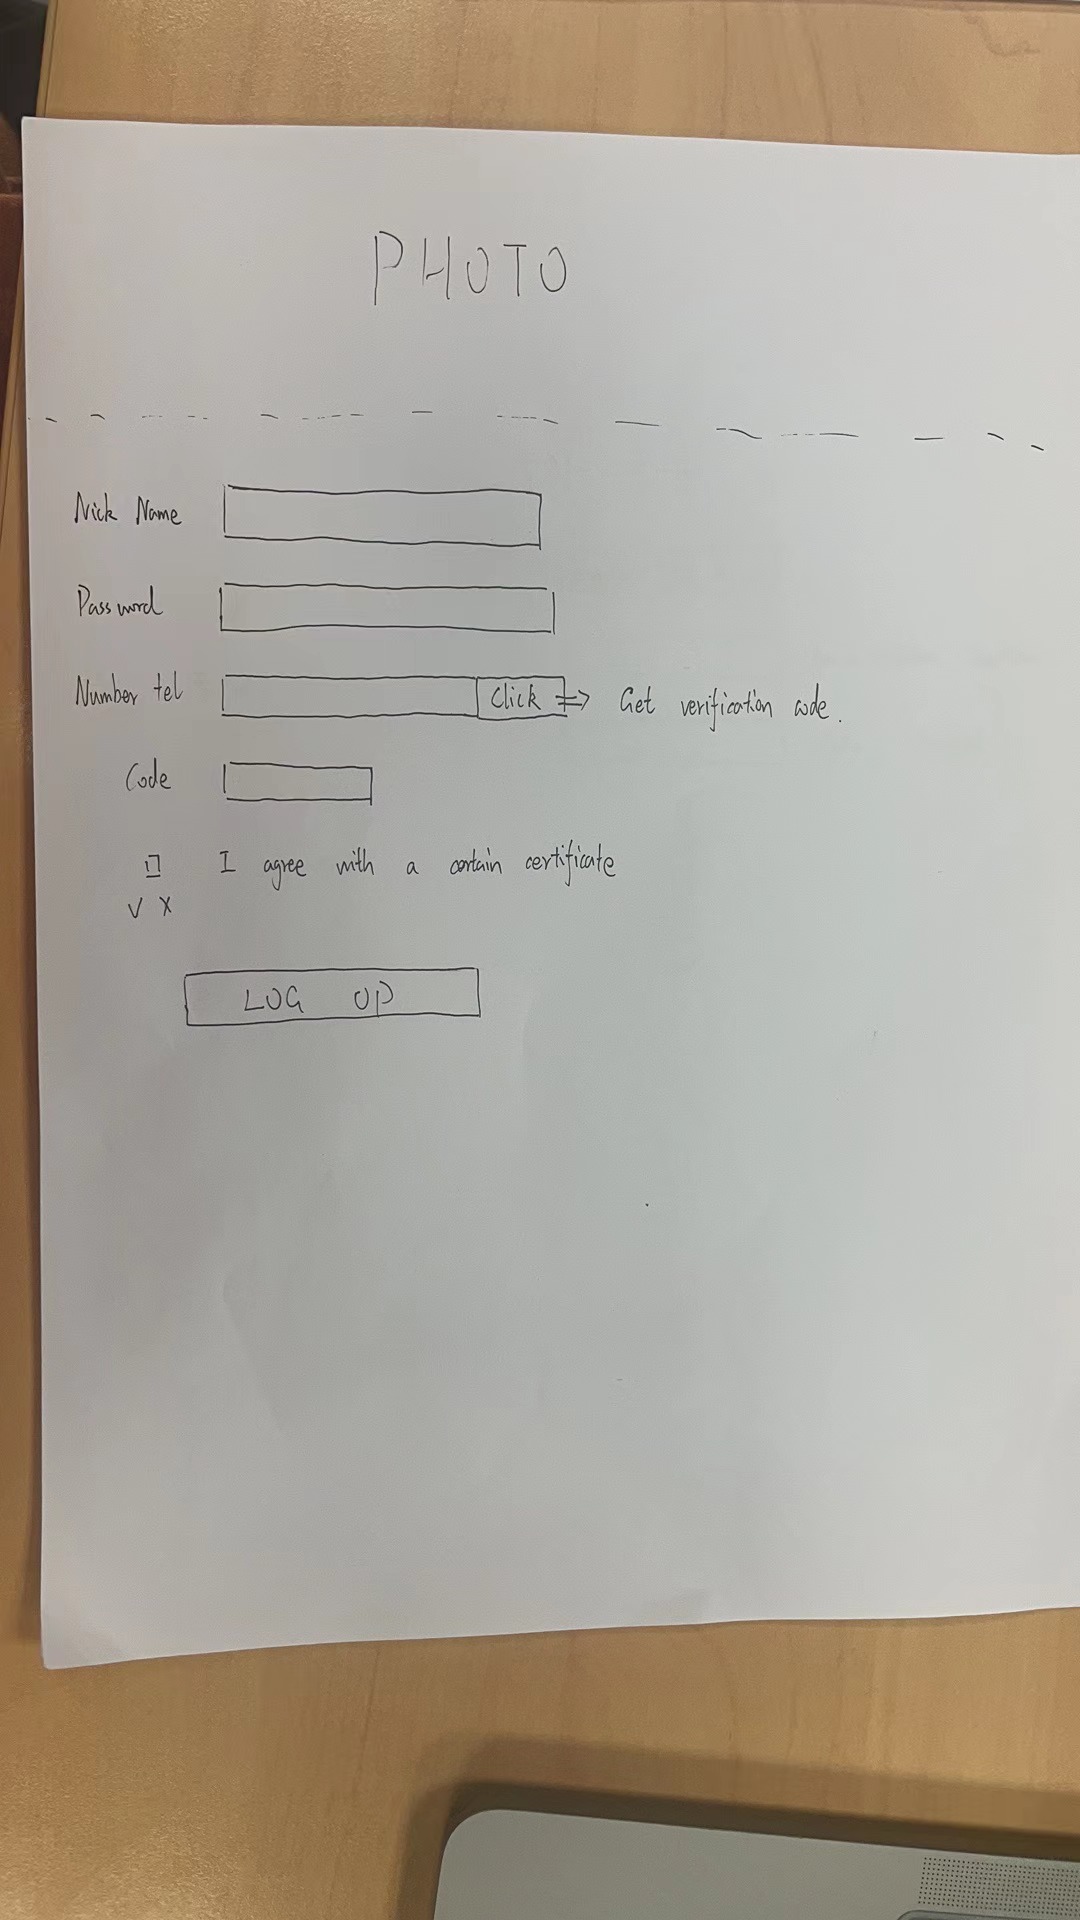 PHOTO
Nick Name
Password
Number tel Click => Get verification code.
Code
I agree with a certain certificate
V X
LOG UP